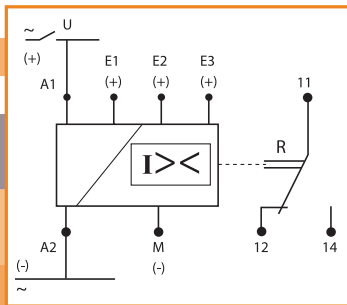 ~ U
(+)
A1 E1 E2 E3
(+) (+) (+)
11
I><
R
A2 M 12 14
(-) (-)
~